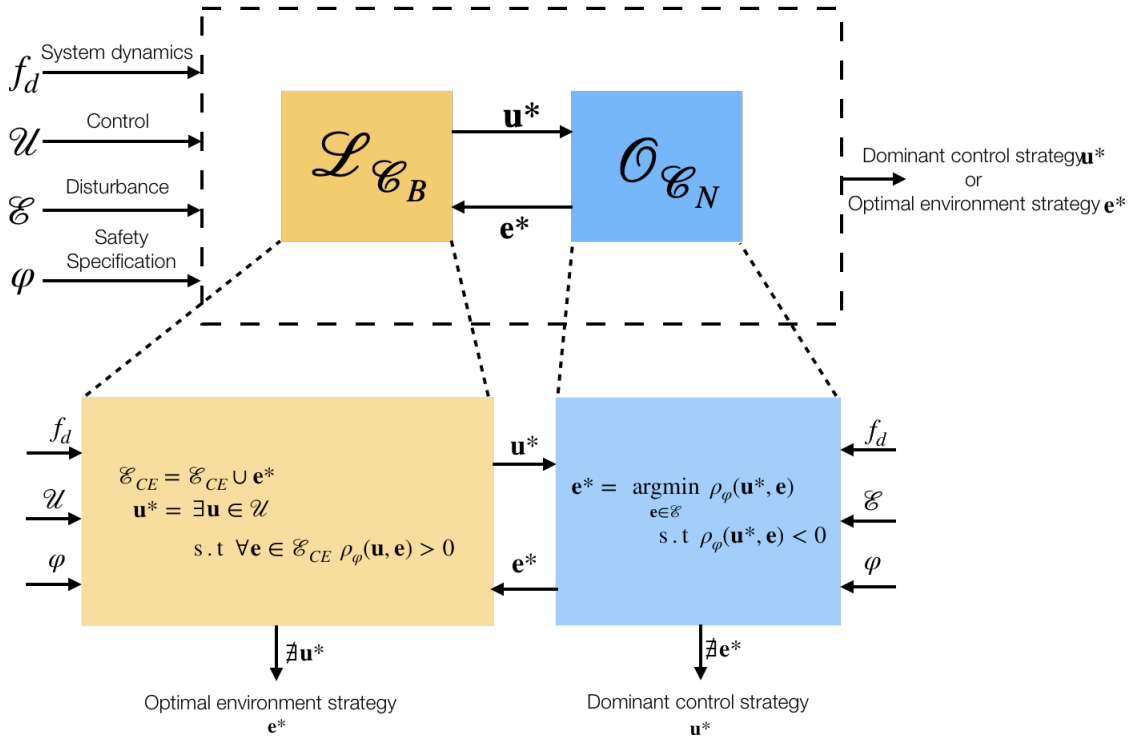 f_d System dynamics
𝒰 Control
ℰ Disturbance
Safety
φ Specification
ℒ_𝒞_B
u*
e*
𝒪_𝒞_N
Dominant control strategy u*
or
Optimal environment strategy e*
f_d
𝒰
φ
ℰ_CE = ℰ_CE ∪ e*
u* = ∃u ∈ 𝒰
s.t ∀e ∈ ℰ_CE ρ_φ(u, e) > 0
u*
e*
e* = argmin ρ_φ(u*, e)
e∈ℰ
s.t ρ_φ(u*, e) < 0
f_d
ℰ
φ
∄u*
Optimal environment strategy
e*
∄e*
Dominant control strategy
u*